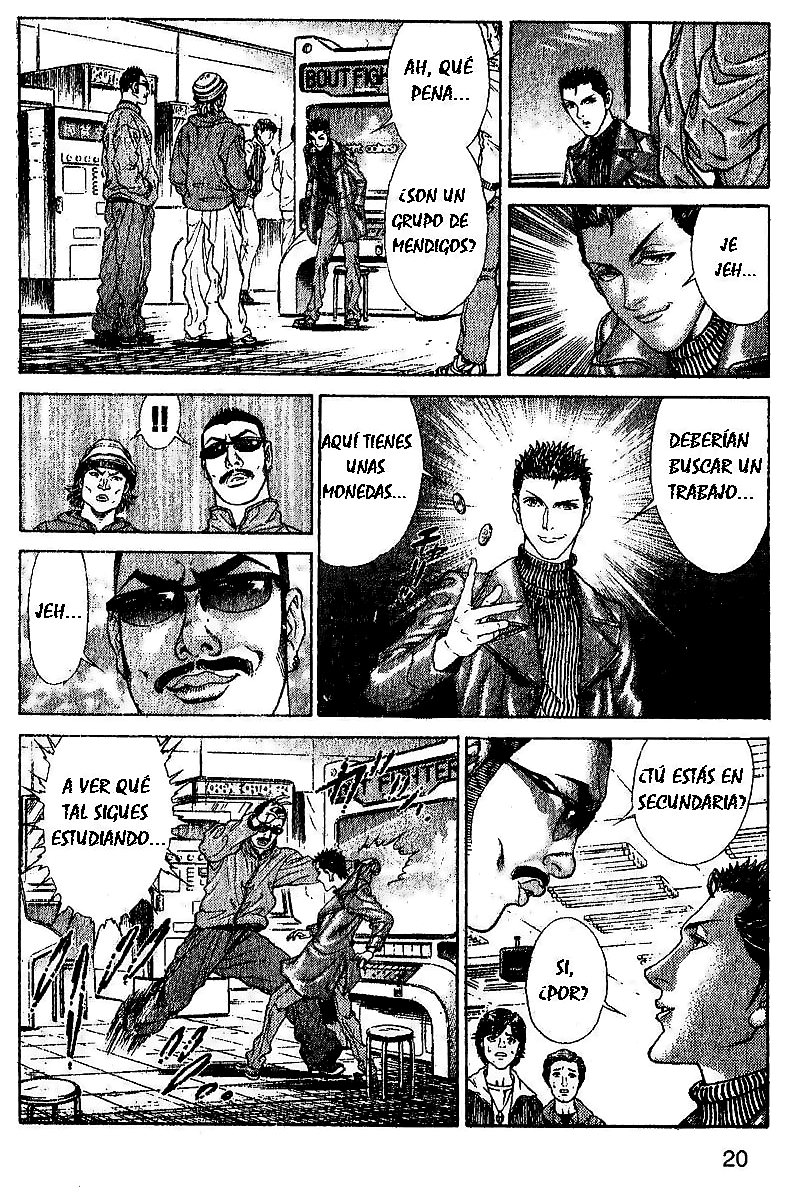 JE
JEH...
AH, QUÉ
PENA...
¿SON UN
GRUPO DE
MENDIGOS?
BOUT FIGH
DEBERÍAN
BUSCAR UN
TRABAJO...
AQUÍ TIENES
UNAS
MONEDAS...
!!
JEH...
¿TÚ ESTÁS EN
SECUNDARIA?
SI,
¿POR?
A VER QUÉ
TAL SIGUES
ESTUDIANDO...
FIGHTER
20